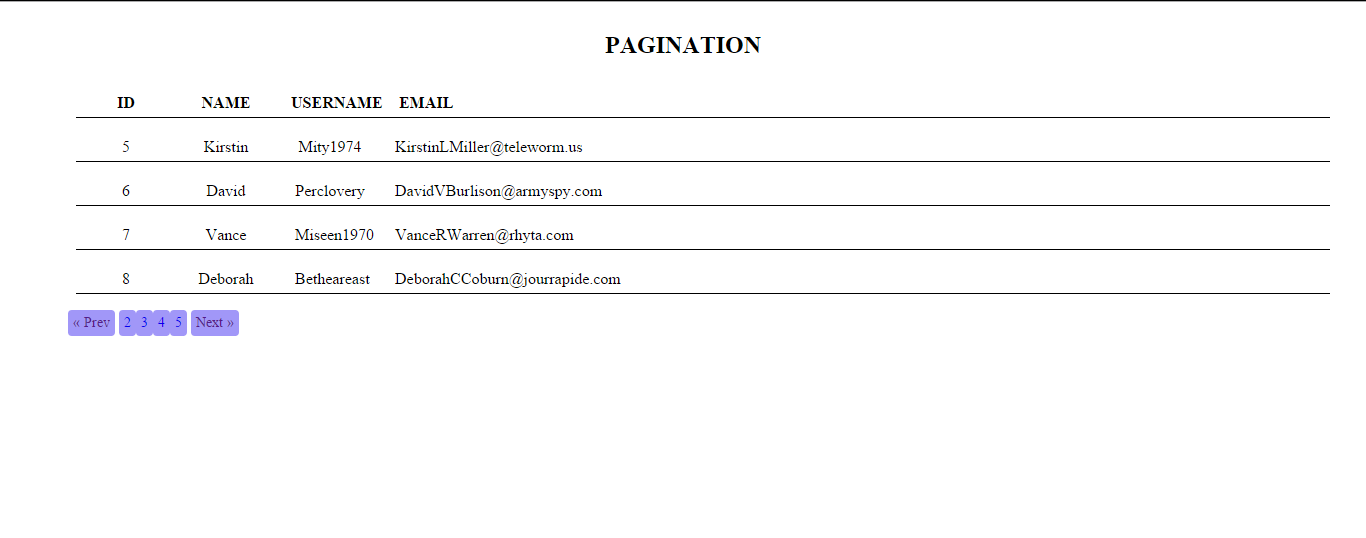 PAGINATION
ID NAME USERNAME EMAIL
5 Kirstin Mity1974 KirstinLMiller@teleworm.us
6 David Perclovery DavidVBurlison@armyspy.com
7 Vance Miseen1970 VanceRWarren@rhyta.com
8 Deborah Betheareast DeborahCCoburn@jourrapide.com
« Prev 2 3 4 5 Next »